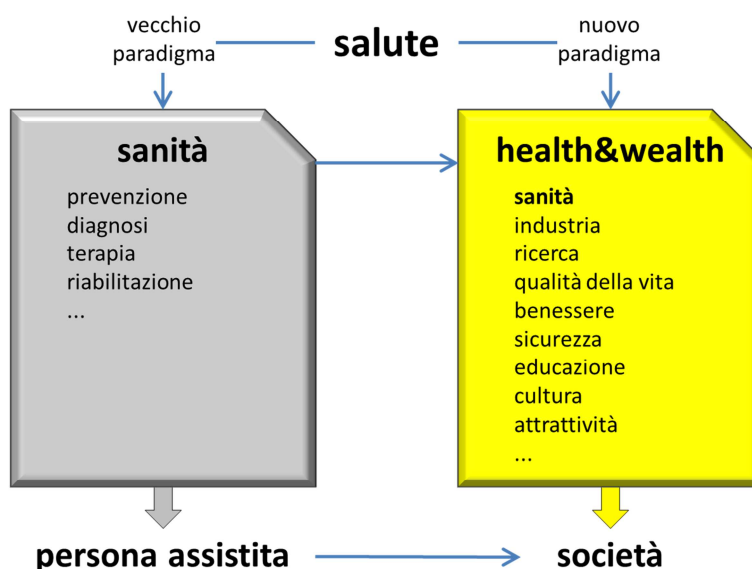 vecchio
paradigma
salute
nuovo
paradigma
sanità
prevenzione
diagnosi
terapia
riabilitazione
...
health&wealth
sanità
industria
ricerca
qualità della vita
benessere
sicurezza
educazione
cultura
attrattività
...
persona assistita
società